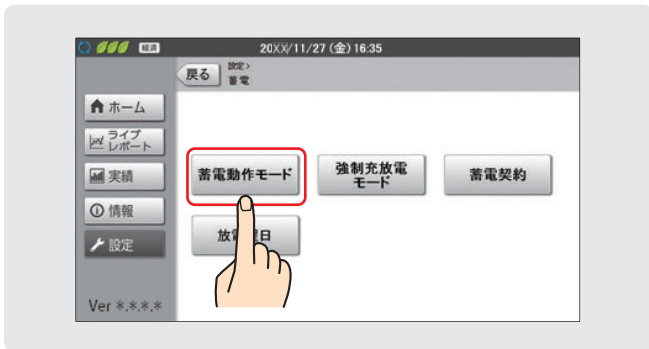 経済 20XX/11/27 (金) 16:35
戻る
設定>
蓄電
ホーム
ライブ
レポート
実績
情報
設定
蓄電動作モード
強制充放電
モード
蓄電契約
放電
日
Ver *.*.*.*